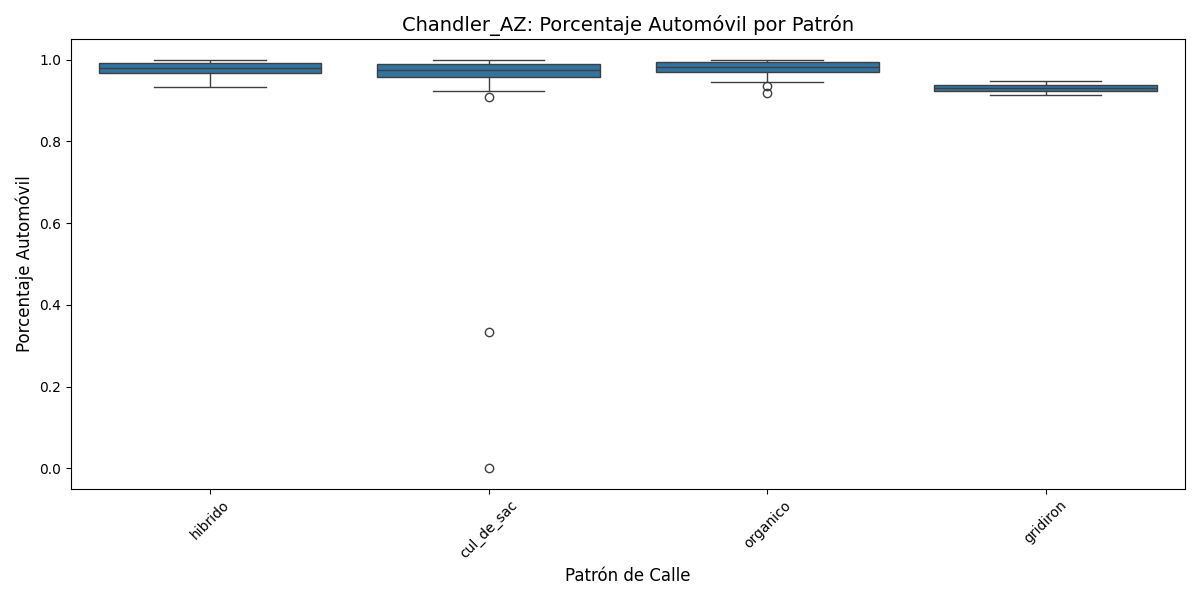 Chandler_AZ: Porcentaje Automóvil por Patrón
Porcentaje Automóvil
1.0
0.8
0.6
0.4
0.2
0.0
hibrido
cul_de_sac
organico
gridiron
Patrón de Calle